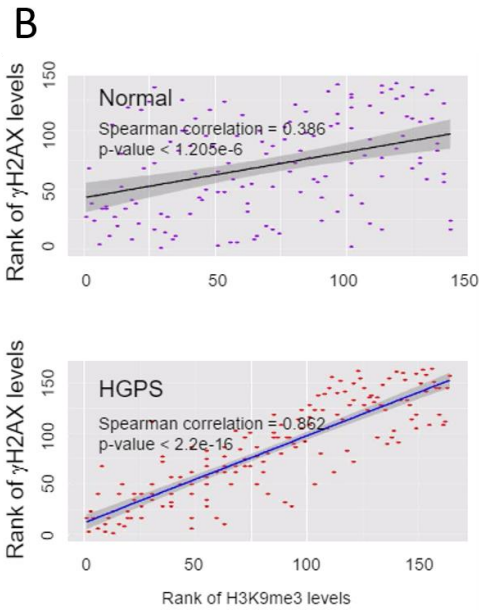 B
Rank of γH2AX levels
150
100
50
0
Normal
Spearman correlation = 0.386
p-value < 1.205e-6
0 50 100 150
Rank of γH2AX levels
150
100
50
0
HGPS
Spearman correlation = 0.862
p-value < 2.2e-16
0 50 100 150
Rank of H3K9me3 levels